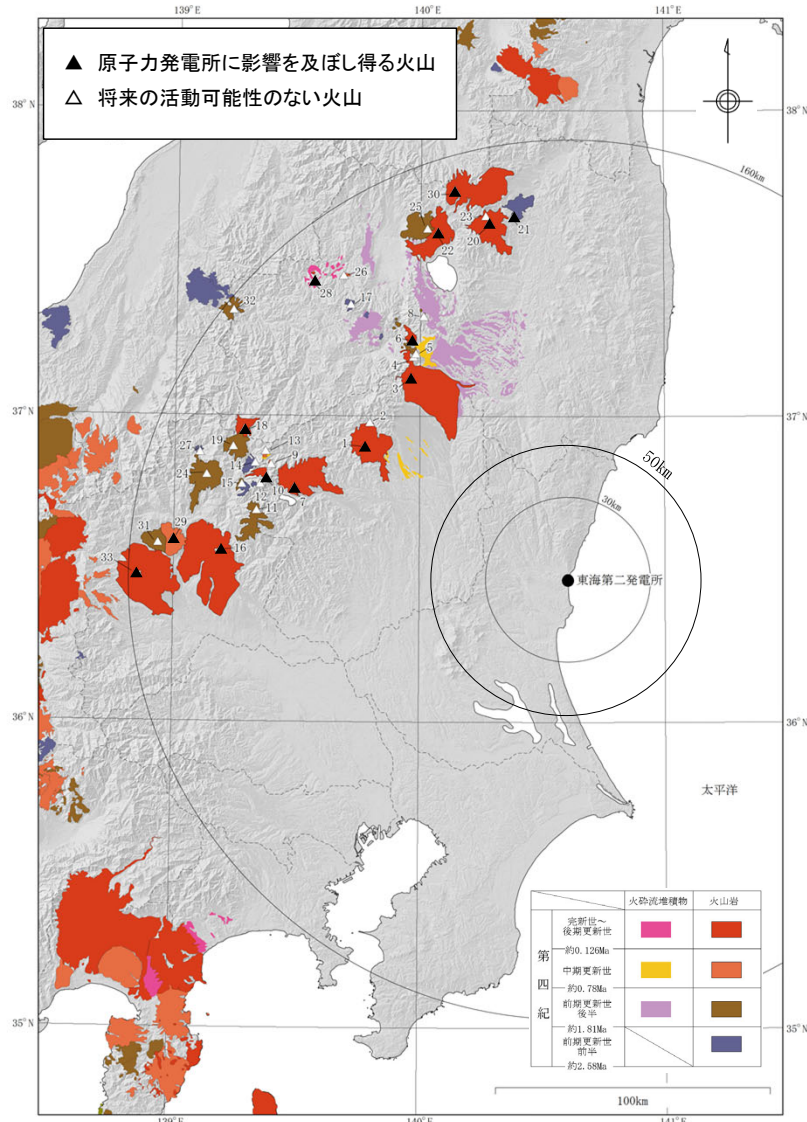 139°E
140°E
141°E
▲ 原子力発電所に影響を及ぼし得る火山
△ 将来の活動可能性のない火山
38°N
38°N
160km
30
25
23
20
21
22
26
28
17
32
8
6
5
4
3
37°N
37°N
2
18
19
13
1
27
14
9
24
15
10
7
12
11
50km
30km
31
29
33
16
東海第二発電所
36°N
36°N
太平洋
火砕流堆積物
火山岩
第四紀
完新世~
後期更新世
約0.126Ma
中期更新世
約0.78Ma
前期更新世
後半
約1.81Ma
前期更新世
前半
約2.58Ma
35°N
35°N
100km
139°E
140°E
141°E